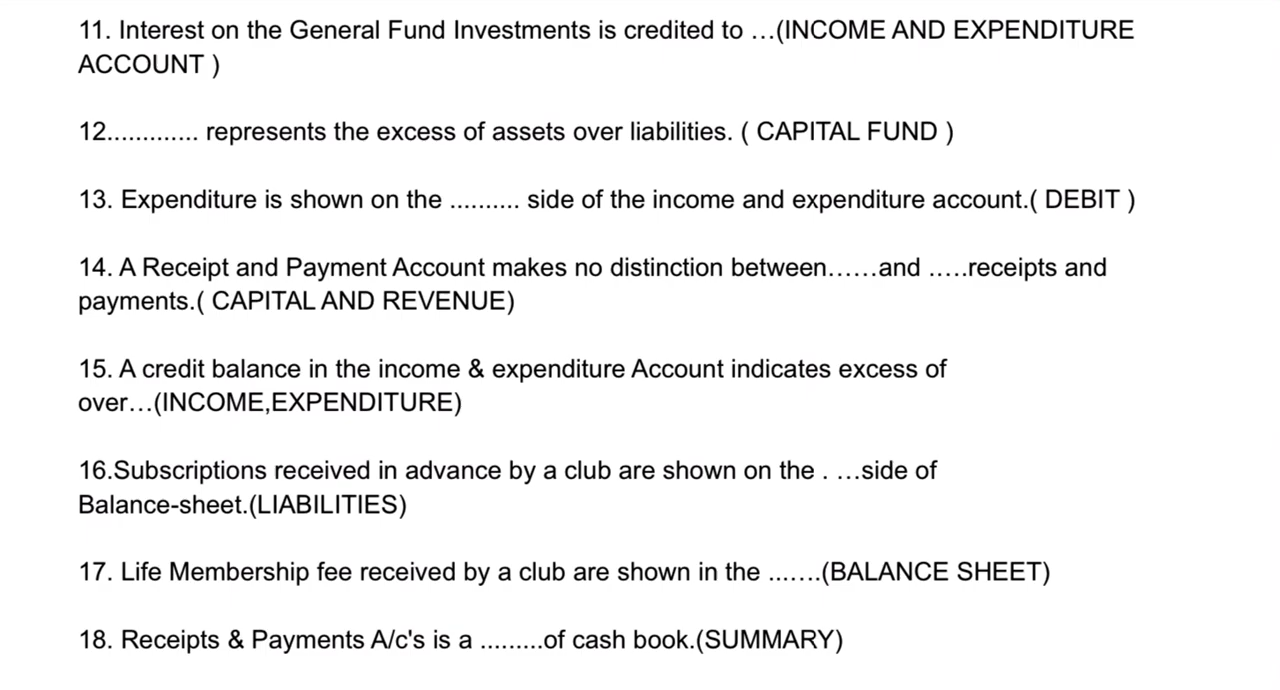 11. Interest on the General Fund Investments is credited to …(INCOME AND EXPENDITURE
ACCOUNT )
12............. represents the excess of assets over liabilities. ( CAPITAL FUND )
13. Expenditure is shown on the .......... side of the income and expenditure account.( DEBIT )
14. A Receipt and Payment Account makes no distinction between……and .….receipts and
payments.( CAPITAL AND REVENUE)
15. A credit balance in the income & expenditure Account indicates excess of
over…(INCOME,EXPENDITURE)
16.Subscriptions received in advance by a club are shown on the . …side of
Balance-sheet.(LIABILITIES)
17. Life Membership fee received by a club are shown in the ...….(BALANCE SHEET)
18. Receipts & Payments A/c's is a .........of cash book.(SUMMARY)